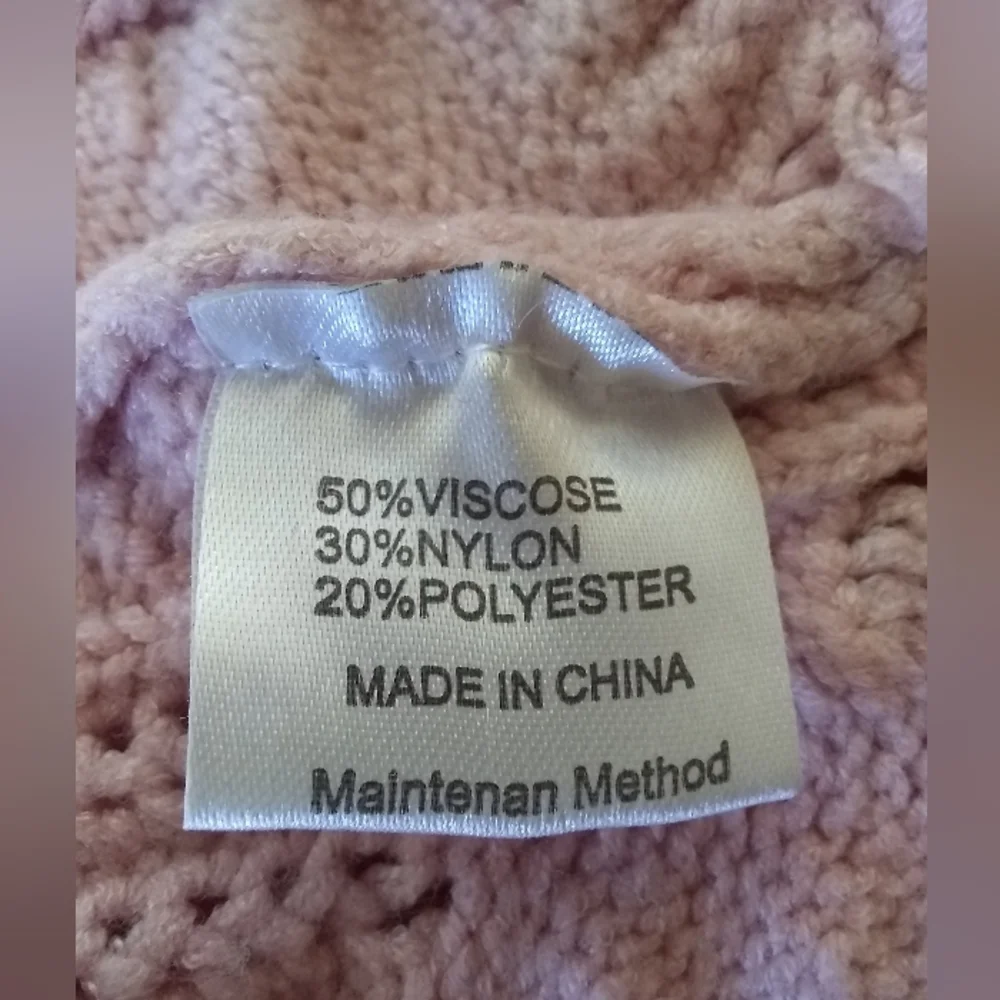 50%VISCOSE
30%NYLON
20%POLYESTER
MADE IN CHINA
Maintenan Method